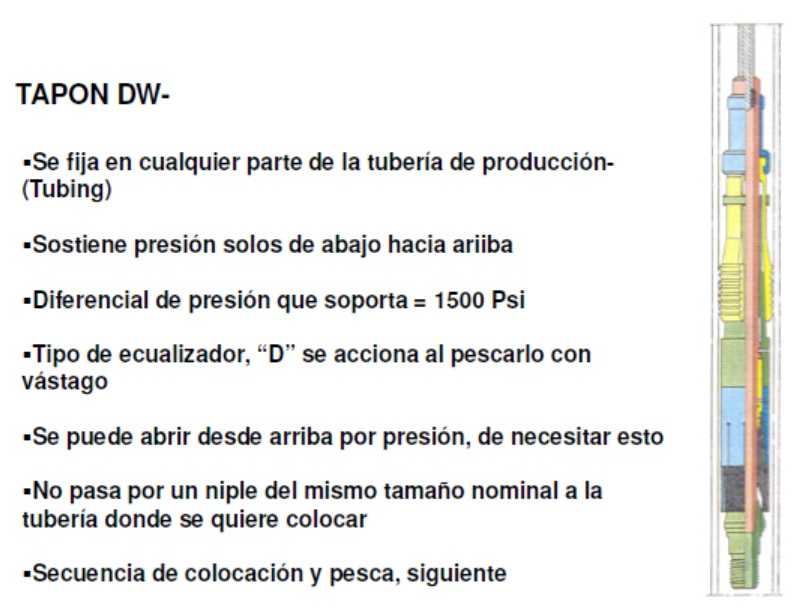 TAPON DW-
▪Se fija en cualquier parte de la tubería de producción-
(Tubing)
▪Sostiene presión solos de abajo hacia ariiba
▪Diferencial de presión que soporta = 1500 Psi
▪Tipo de ecualizador, “D” se acciona al pescarlo con
vástago
▪Se puede abrir desde arriba por presión, de necesitar esto
▪No pasa por un niple del mismo tamaño nominal a la
tubería donde se quiere colocar
▪Secuencia de colocación y pesca, siguiente